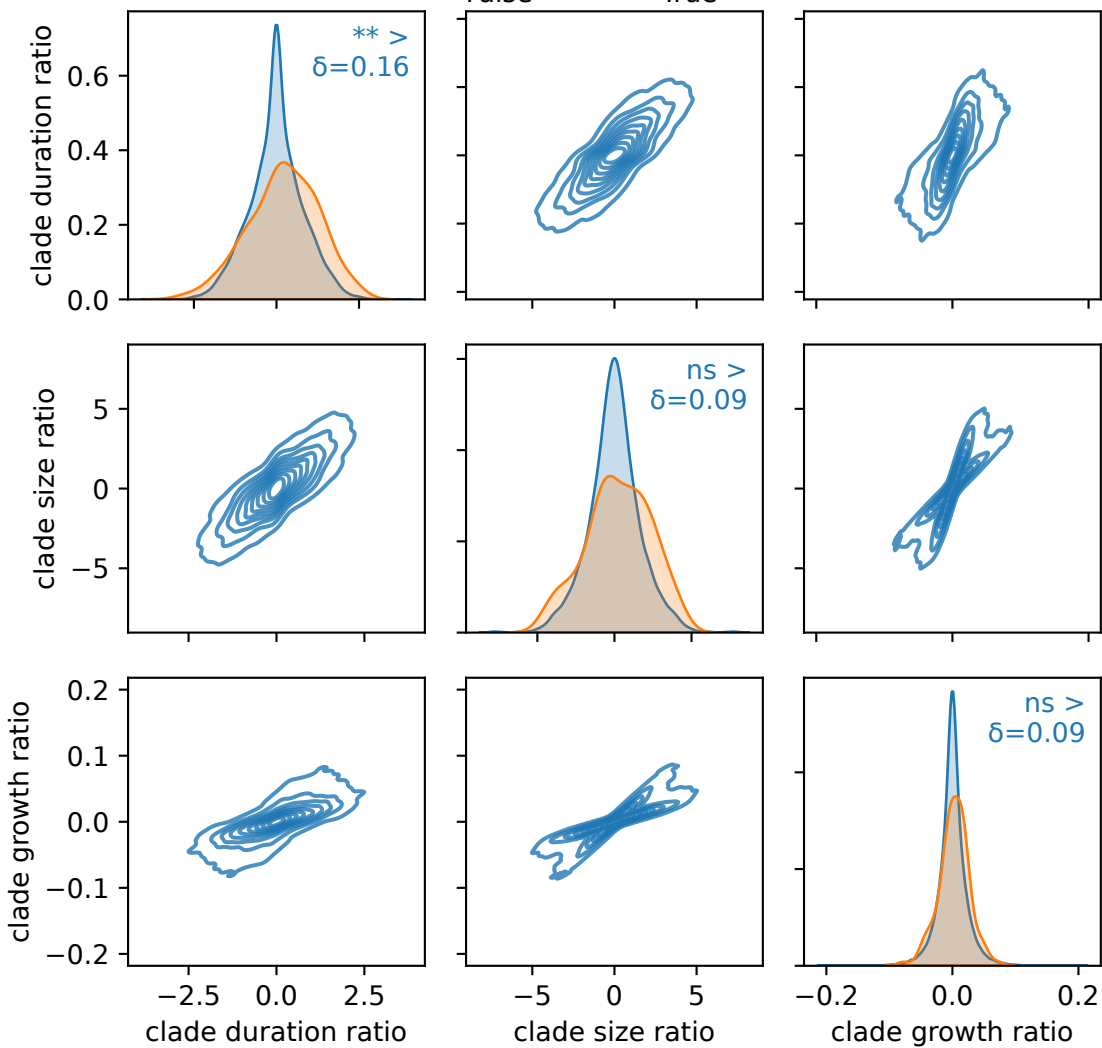 True
clade duration ratio
0.6
0.4
0.2
0.0
** >
δ=0.16
clade size ratio
5
0
−5
ns >
δ=0.09
clade growth ratio
0.2
0.1
0.0
−0.1
−0.2
ns >
δ=0.09
−2.5
0.0
2.5
−5
0
5
−0.2
0.0
0.2
clade duration ratio
clade size ratio
clade growth ratio